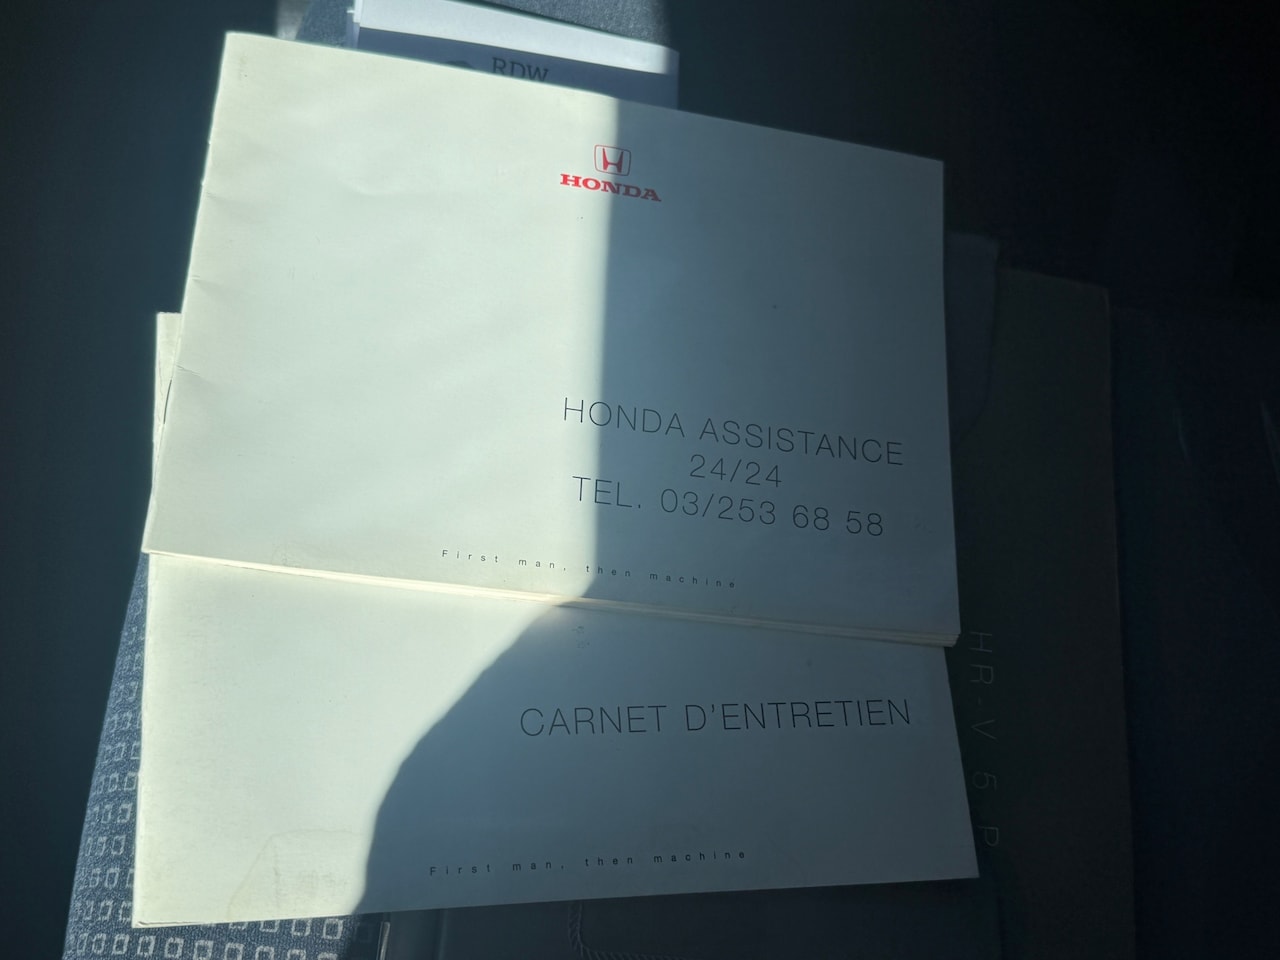 RDW
HONDA
HONDA ASSISTANCE
24/24
TEL. 03/253 68 58
First man, then machine
CARNET D'ENTRETIEN
First man, then machine
HR-V 5P